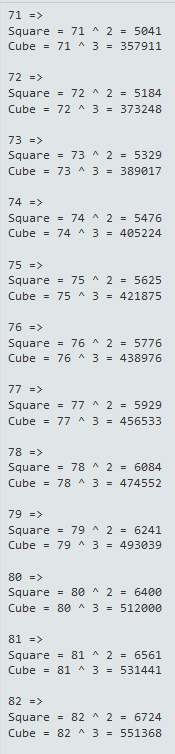 71 =>
Square = 71 ^ 2 = 5041
Cube = 71 ^ 3 = 357911
72 =>
Square = 72 ^ 2 = 5184
Cube = 72 ^ 3 = 373248
73 =>
Square = 73 ^ 2 = 5329
Cube = 73 ^ 3 = 389017
74 =>
Square = 74 ^ 2 = 5476
Cube = 74 ^ 3 = 405224
75 =>
Square = 75 ^ 2 = 5625
Cube = 75 ^ 3 = 421875
76 =>
Square = 76 ^ 2 = 5776
Cube = 76 ^ 3 = 438976
77 =>
Square = 77 ^ 2 = 5929
Cube = 77 ^ 3 = 456533
78 =>
Square = 78 ^ 2 = 6084
Cube = 78 ^ 3 = 474552
79 =>
Square = 79 ^ 2 = 6241
Cube = 79 ^ 3 = 493039
80 =>
Square = 80 ^ 2 = 6400
Cube = 80 ^ 3 = 512000
81 =>
Square = 81 ^ 2 = 6561
Cube = 81 ^ 3 = 531441
82 =>
Square = 82 ^ 2 = 6724
Cube = 82 ^ 3 = 551368